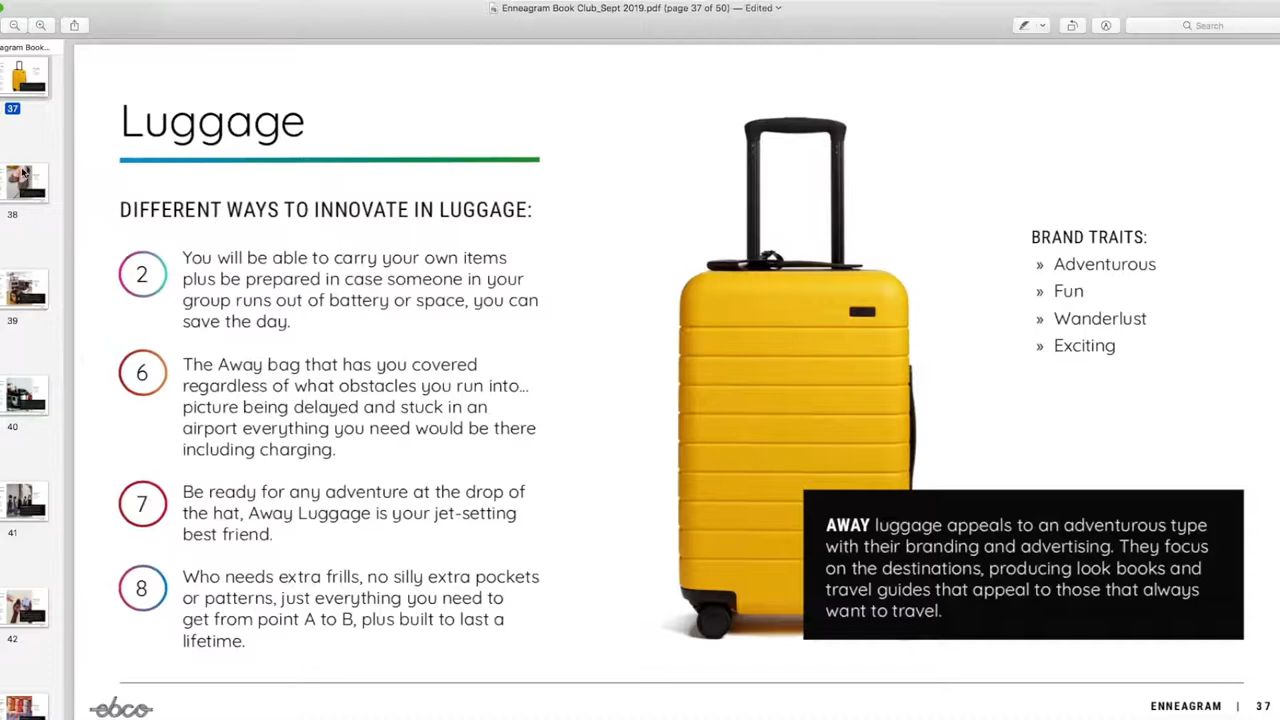 Enneagram Book Club_Sept 2019.pdf (page 37 of 50) — Edited
Search
agram Book...
37
38
39
40
41
42
Luggage
DIFFERENT WAYS TO INNOVATE IN LUGGAGE:
2
You will be able to carry your own items
plus be prepared in case someone in your
group runs out of battery or space, you can
save the day.
6
The Away bag that has you covered
regardless of what obstacles you run into...
picture being delayed and stuck in an
airport everything you need would be there
including charging.
7
Be ready for any adventure at the drop of
the hat, Away Luggage is your jet-setting
best friend.
8
Who needs extra frills, no silly extra pockets
or patterns, just everything you need to
get from point A to B, plus built to last a
lifetime.
BRAND TRAITS:
» Adventurous
» Fun
» Wanderlust
» Exciting
AWAY luggage appeals to an adventurous type
with their branding and advertising. They focus
on the destinations, producing look books and
travel guides that appeal to those that always
want to travel.
ebco
ENNEAGRAM | 37